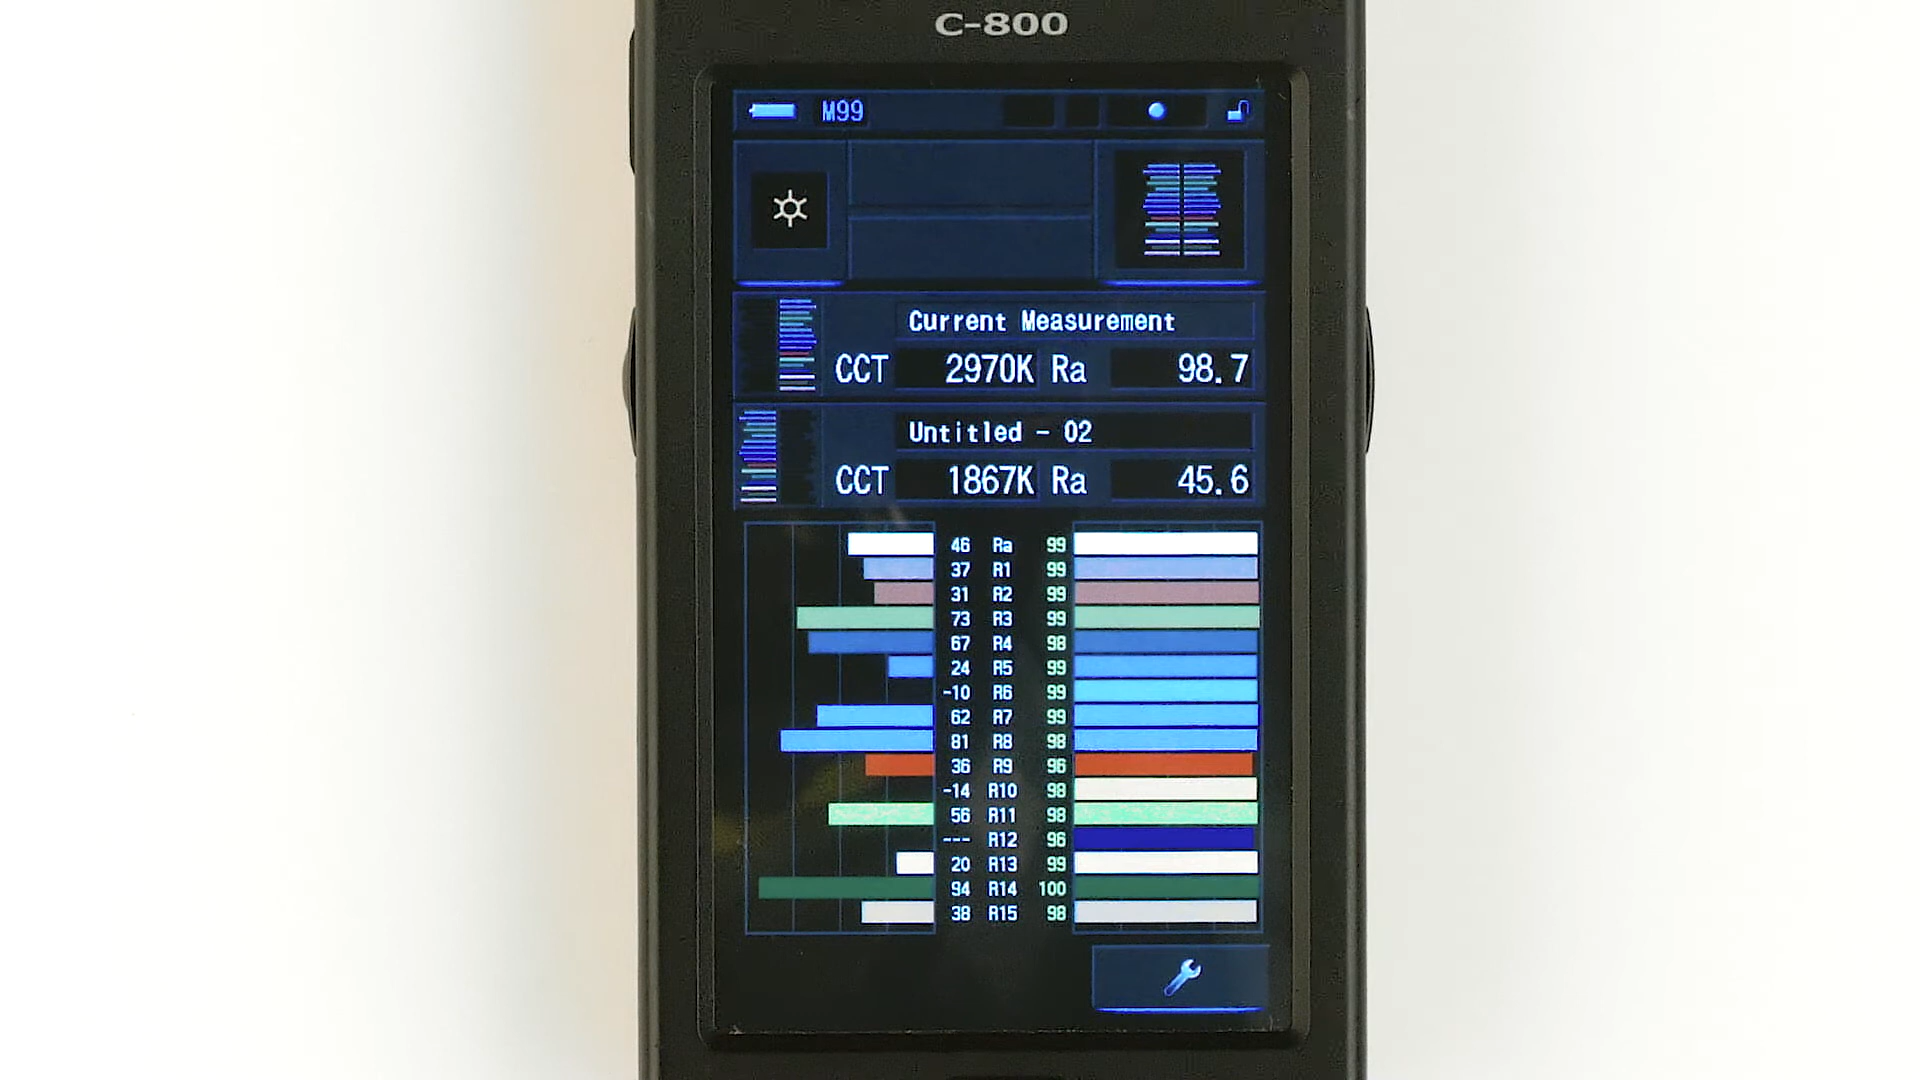 C-800
M99
Current Measurement
CCT 2970K Ra 98.7
Untitled - 02
CCT 1867K Ra 45.6
46 Ra 99
37 R1 99
31 R2 99
73 R3 99
67 R4 98
24 R5 99
-10 R6 99
62 R7 99
81 R8 98
36 R9 96
-14 R10 98
56 R11 98
--- R12 96
20 R13 99
94 R14 100
38 R15 98